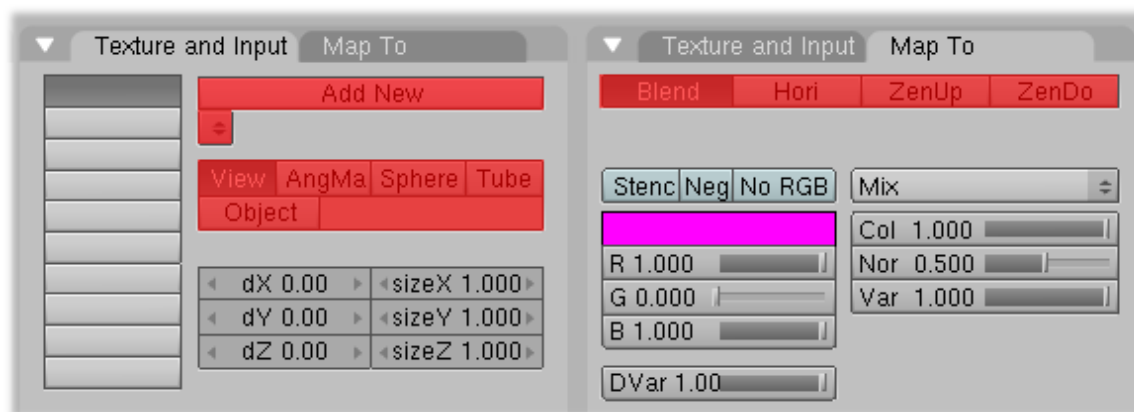 Texture and Input Map To
Add New
View AngMa Sphere Tube
Object
dX 0.00 sizeX 1.000
dY 0.00 sizeY 1.000
dZ 0.00 sizeZ 1.000
Texture and Input Map To
Blend Hori ZenUp ZenDo
Stenc Neg No RGB Mix
Col 1.000
R 1.000 Nor 0.500
G 0.000 Var 1.000
B 1.000
DVar 1.00